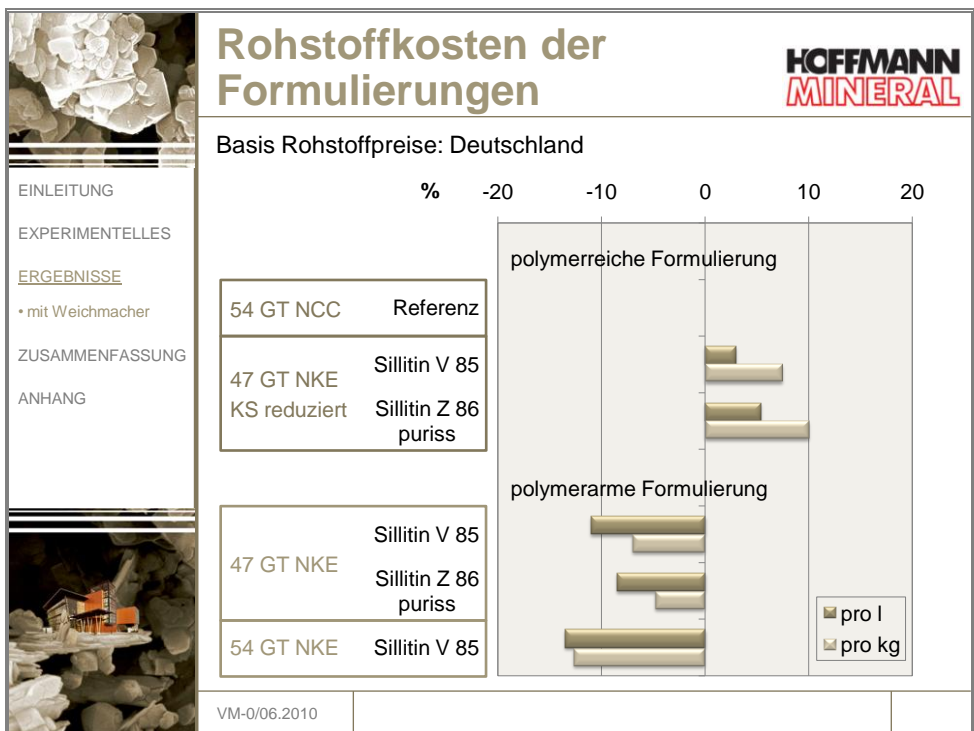 Rohstoffkosten der
Formulierungen
HOFFMANN
MINERAL
Basis Rohstoffpreise: Deutschland
EINLEITUNG
EXPERIMENTELLES
ERGEBNISSE
• mit Weichmacher
ZUSAMMENFASSUNG
ANHANG
% -20 -10 0 10 20
polymerreiche Formulierung
54 GT NCC Referenz
47 GT NKE
KS reduziert
Sillitin V 85
Sillitin Z 86
puriss
polymerarme Formulierung
47 GT NKE
Sillitin V 85
Sillitin Z 86
puriss
54 GT NKE Sillitin V 85
pro l
pro kg
VM-0/06.2010